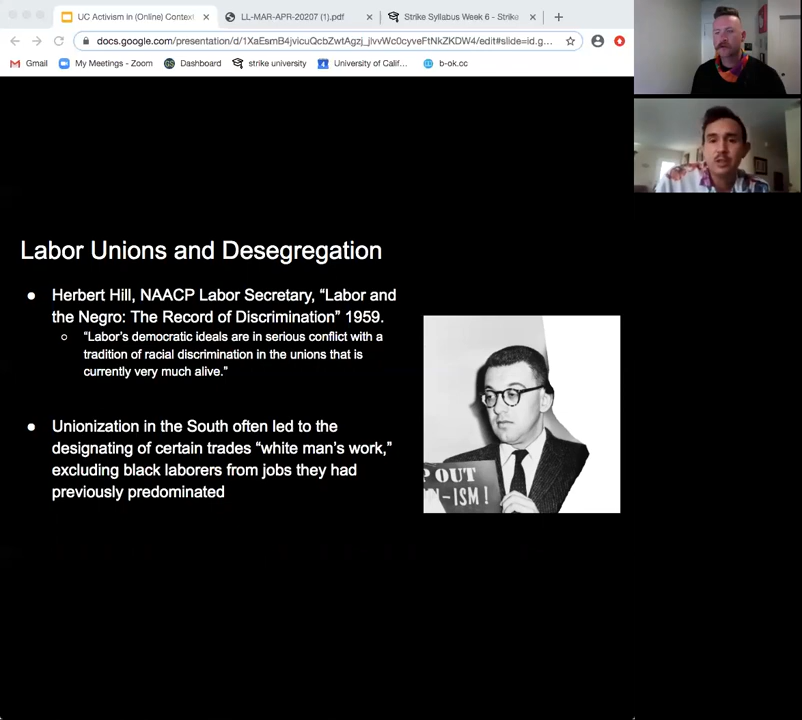 UC Activism In (Online) Context
LL-MAR-APR-20207 (1).pdf
Strike Syllabus Week 6 - Strike
docs.google.com/presentation/d/1XaEsmB4jvicuQcbZwtAgzj_jlvvWc0cyveFtNkZKDW4/edit#slide=id.g...
Gmail
My Meetings - Zoom
Dashboard
strike university
University of Calif...
b-ok.cc
Labor Unions and Desegregation
● Herbert Hill, NAACP Labor Secretary, “Labor and
the Negro: The Record of Discrimination” 1959.
○ “Labor’s democratic ideals are in serious conflict with a
tradition of racial discrimination in the unions that is
currently very much alive.”
● Unionization in the South often led to the
designating of certain trades “white man’s work,”
excluding black laborers from jobs they had
previously predominated
P OUT
N-ISM!